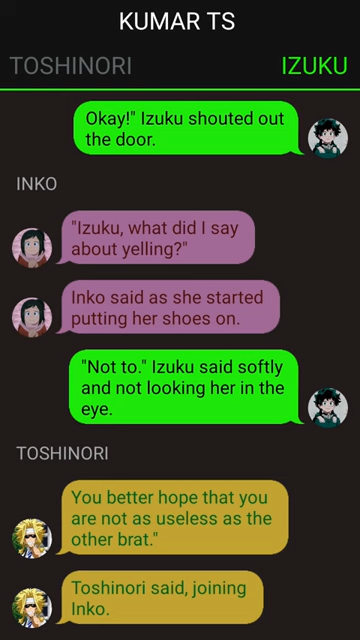 KUMAR TS
TOSHINORI
IZUKU
Okay!" Izuku shouted out
the door.
INKO
"Izuku, what did I say
about yelling?"
Inko said as she started
putting her shoes on.
"Not to." Izuku said softly
and not looking her in the
eye.
TOSHINORI
You better hope that you
are not as useless as the
other brat."
Toshinori said, joining
Inko.